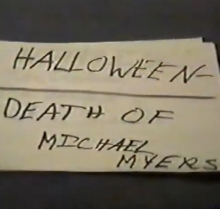 HALLOWEEN-
DEATH OF
MICHAEL
MYERS